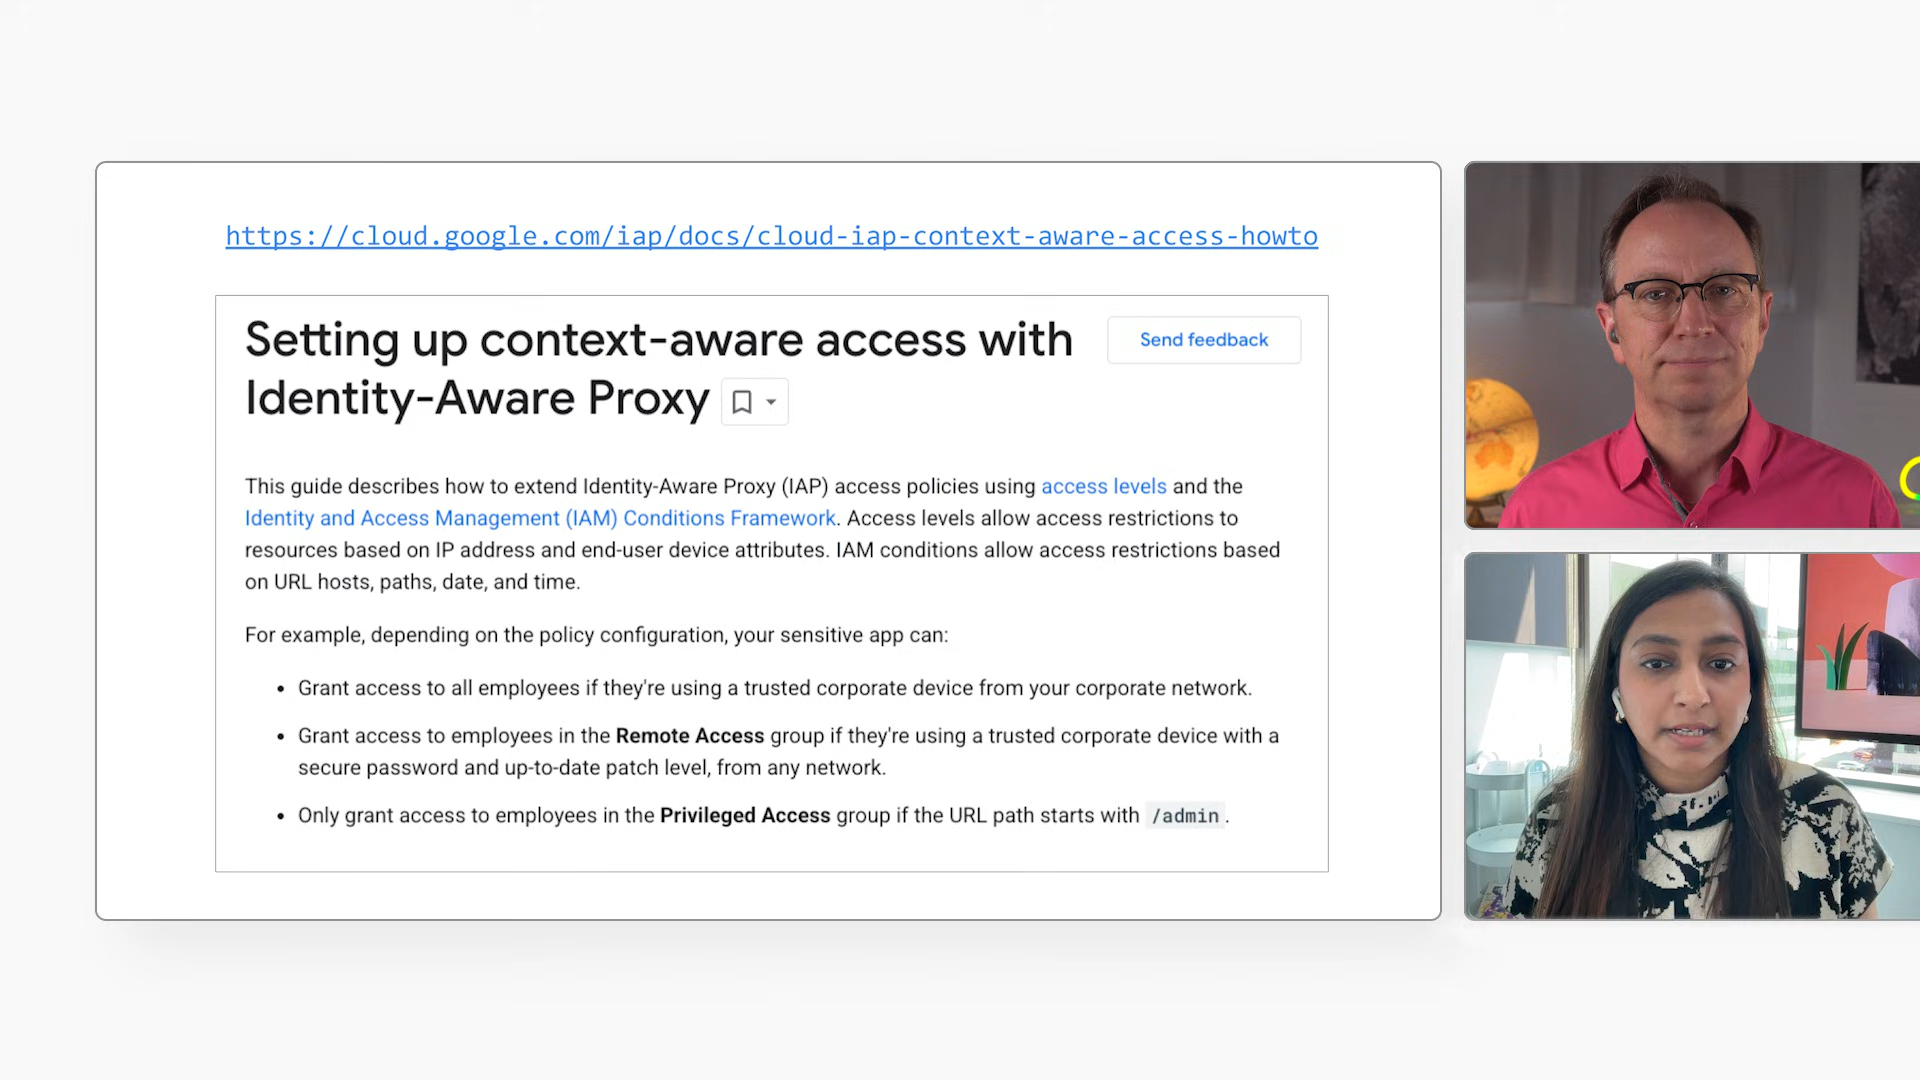 https://cloud.google.com/iap/docs/cloud-iap-context-aware-access-howto
Setting up context-aware access with
Identity-Aware Proxy
Send feedback
This guide describes how to extend Identity-Aware Proxy (IAP) access policies using access levels and the
Identity and Access Management (IAM) Conditions Framework. Access levels allow access restrictions to
resources based on IP address and end-user device attributes. IAM conditions allow access restrictions based
on URL hosts, paths, date, and time.
For example, depending on the policy configuration, your sensitive app can:
• Grant access to all employees if they're using a trusted corporate device from your corporate network.
• Grant access to employees in the Remote Access group if they're using a trusted corporate device with a
secure password and up-to-date patch level, from any network.
• Only grant access to employees in the Privileged Access group if the URL path starts with /admin.